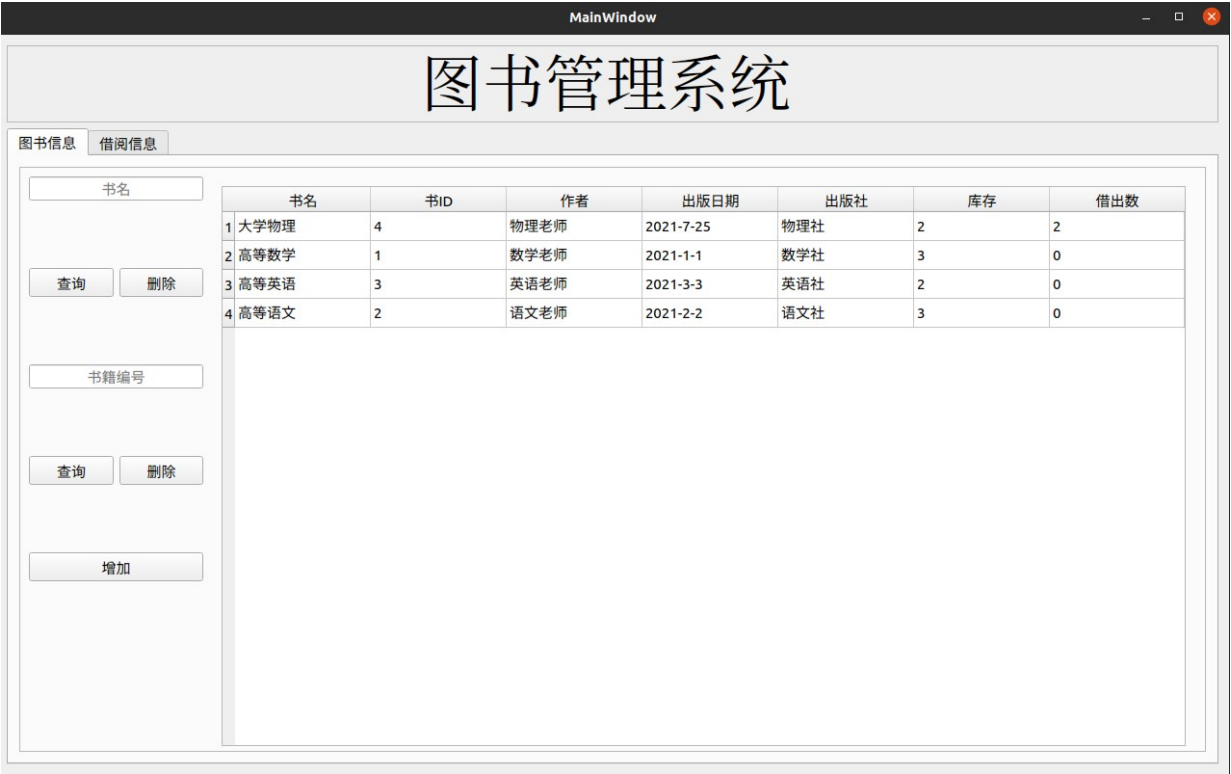 MainWindow
图书管理系统
图书信息 借阅信息
书名
查询 删除
书籍编号
查询 删除
增加
书名 书ID 作者 出版日期 出版社 库存 借出数
1 大学物理 4 物理老师 2021-7-25 物理社 2 2
2 高等数学 1 数学老师 2021-1-1 数学社 3 0
3 高等英语 3 英语老师 2021-3-3 英语社 2 0
4 高等语文 2 语文老师 2021-2-2 语文社 3 0